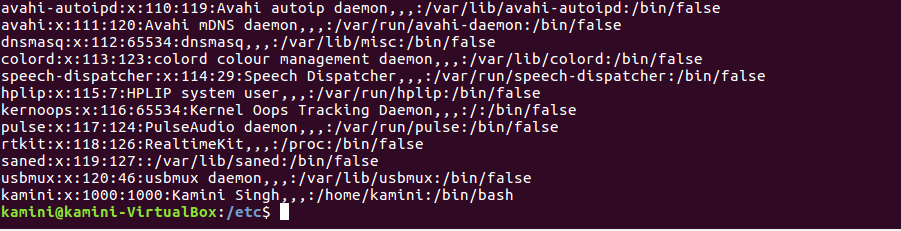 avahi-autoipd:x:110:119:Avahi autoip daemon,,,:/var/lib/avahi-autoipd:/bin/false
avahi:x:111:120:Avahi mDNS daemon,,,:/var/run/avahi-daemon:/bin/false
dnsmasq:x:112:65534:dnsmasq,,,:/var/lib/misc:/bin/false
colord:x:113:123:colord colour management daemon,,,:/var/lib/colord:/bin/false
speech-dispatcher:x:114:29:Speech Dispatcher,,,:/var/run/speech-dispatcher:/bin/false
hplip:x:115:7:HPLIP system user,,,:/var/run/hplip:/bin/false
kernoops:x:116:65534:Kernel Oops Tracking Daemon,,,:/:/bin/false
pulse:x:117:124:PulseAudio daemon,,,:/var/run/pulse:/bin/false
rtkit:x:118:126:RealtimeKit,,,:/proc:/bin/false
saned:x:119:127::/var/lib/saned:/bin/false
usbmux:x:120:46:usbmux daemon,,,:/var/lib/usbmux:/bin/false
kamini:x:1000:1000:Kamini Singh,,,:/home/kamini:/bin/bash
kamini@kamini-VirtualBox:/etc$